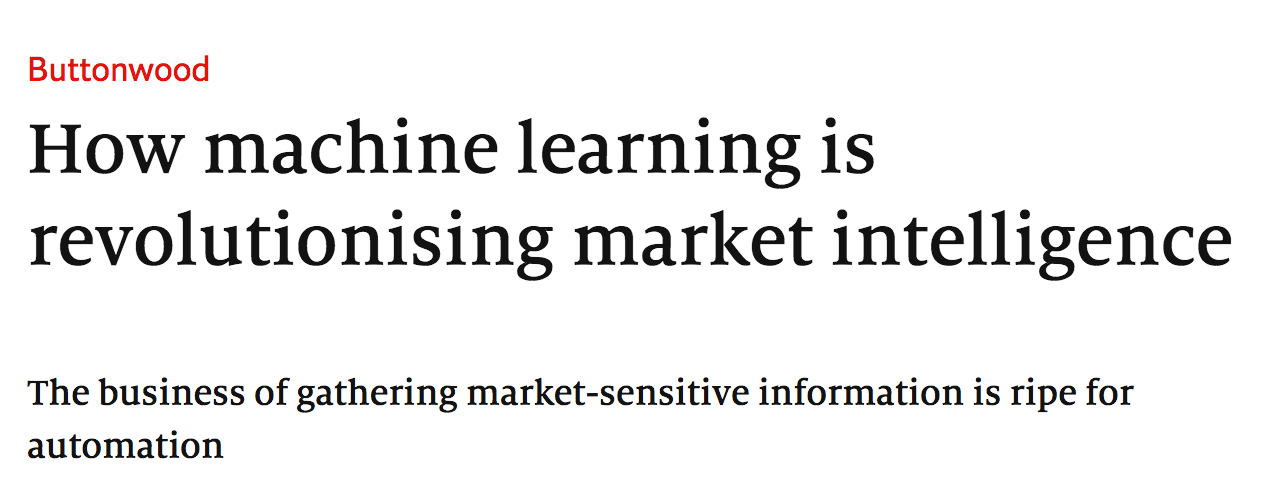 Buttonwood
How machine learning is
revolutionising market intelligence
The business of gathering market-sensitive information is ripe for
automation